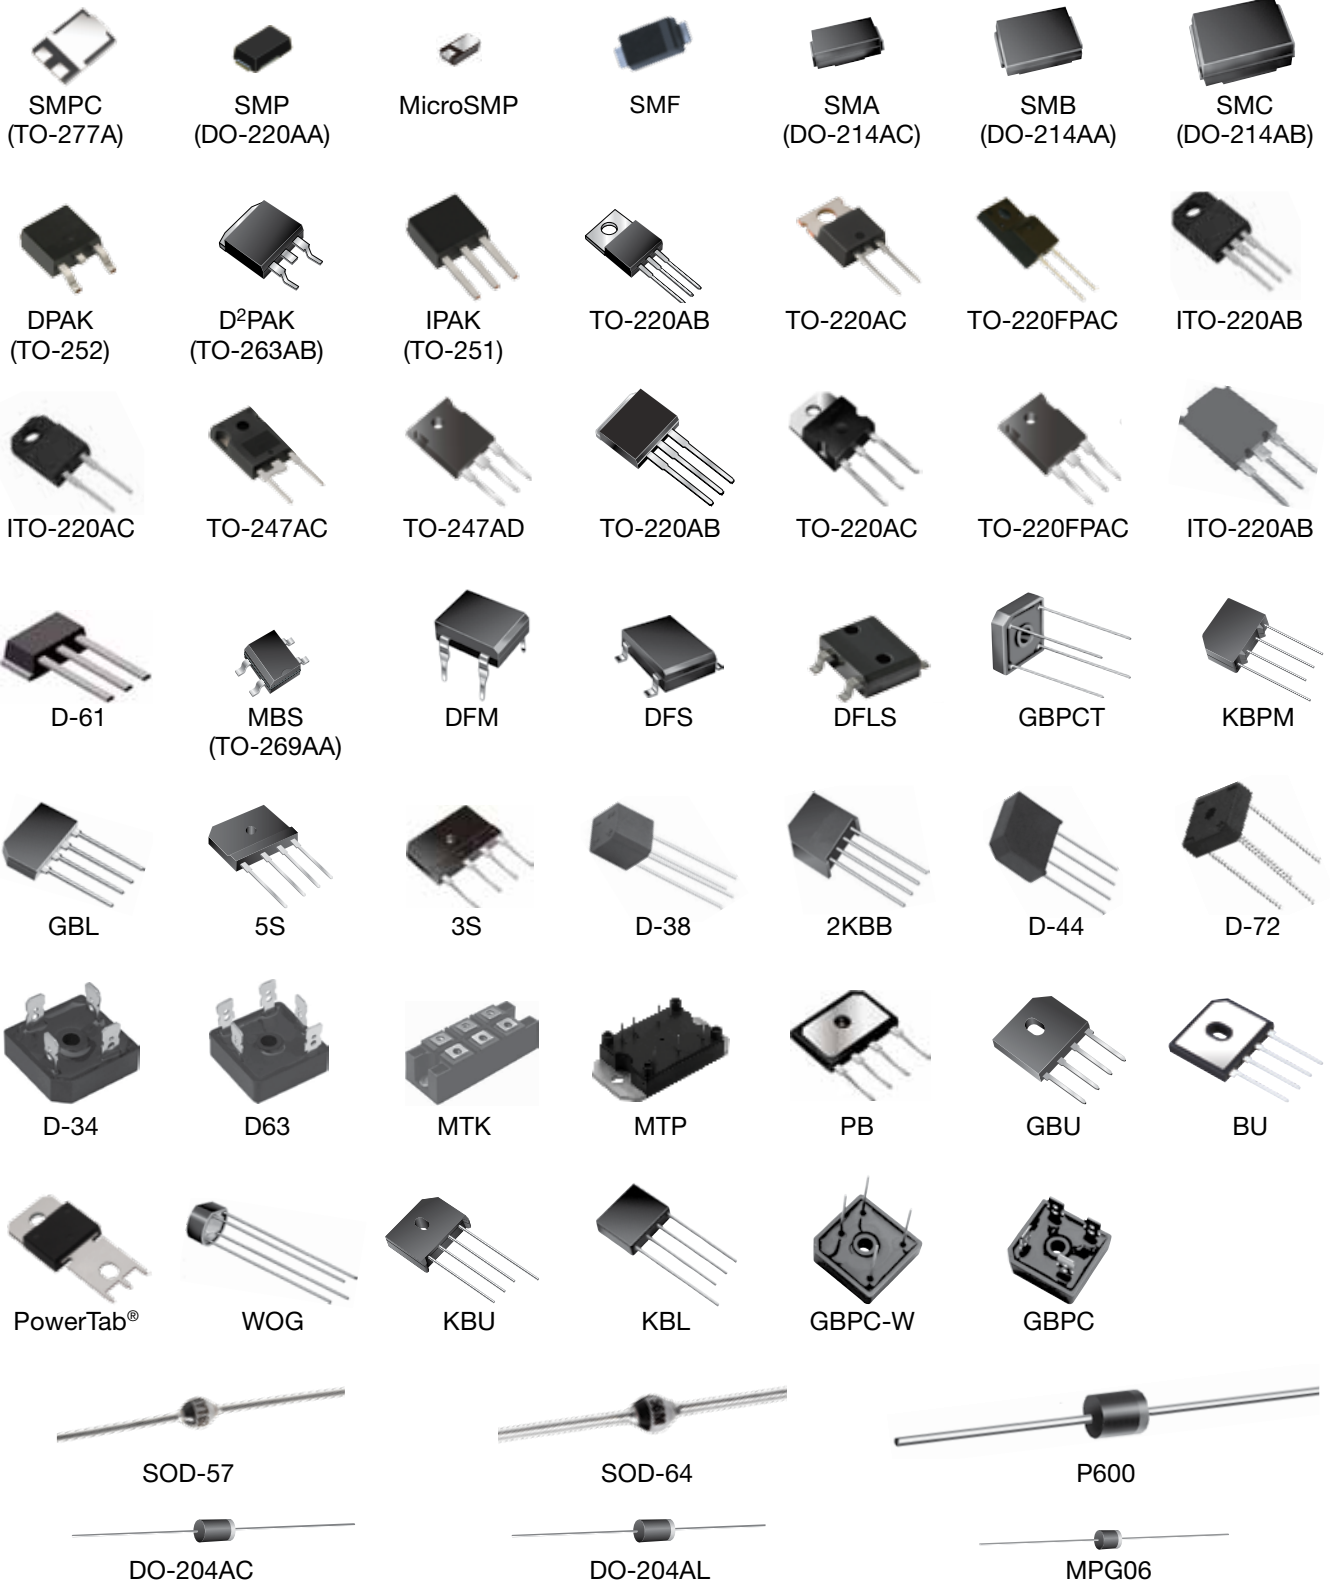 SMPC SMP MicroSMP SMF SMA SMB SMC
(TO-277A) (DO-220AA) (DO-214AC) (DO-214AA) (DO-214AB)
DPAK D²PAK IPAK TO-220AB TO-220AC TO-220FPAC ITO-220AB
(TO-252) (TO-263AB) (TO-251)
ITO-220AC TO-247AC TO-247AD TO-220AB TO-220AC TO-220FPAC ITO-220AB
D-61 MBS DFM DFS DFLS GBPCT KBPM
(TO-269AA)
GBL 5S 3S D-38 2KBB D-44 D-72
D-34 D63 MTK MTP PB GBU BU
PowerTab® WOG KBU KBL GBPC-W GBPC
SOD-57 SOD-64 P600
DO-204AC DO-204AL MPG06